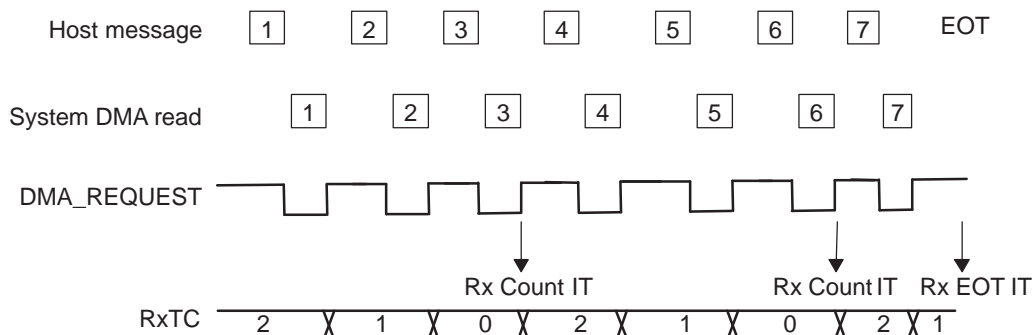 Host message 1 2 3 4 5 6 7 EOT
System DMA read 1 2 3 4 5 6 7
DMA_REQUEST
Rx Count IT Rx Count IT Rx EOT IT
RxTC 2 1 0 2 1 0 2 1